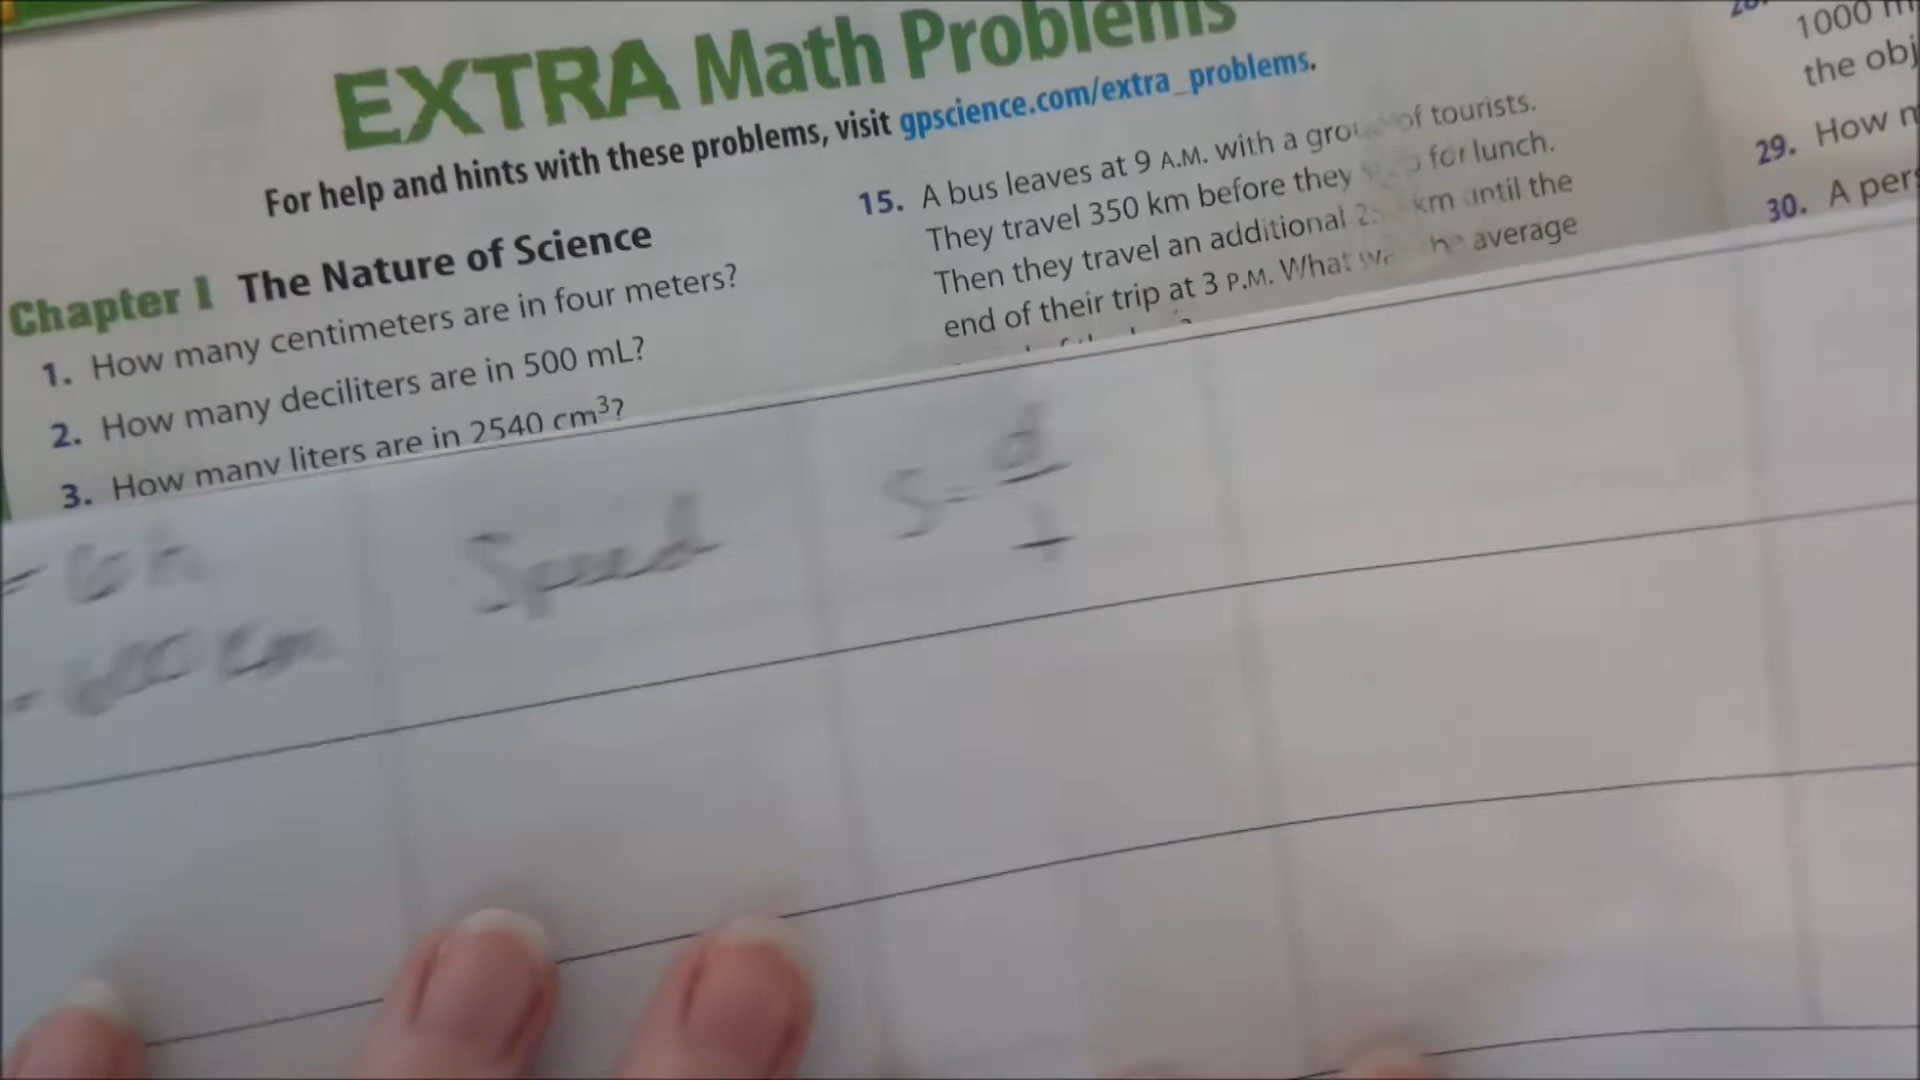 EXTRA Math Problems
For help and hints with these problems, visit gpscience.com/extra_problems.
Chapter 1 The Nature of Science
1. How many centimeters are in four meters?
2. How many deciliters are in 500 mL?
3. How many liters are in 2540 cm³?
15. A bus leaves at 9 A.M. with a of tourists.
They travel 350 km before they for lunch.
Then they travel an additional km until the
end of their trip at 3 P.M. What average
1000
the
29. How
30. A
= 6 h
= km
Speed
S = d
t